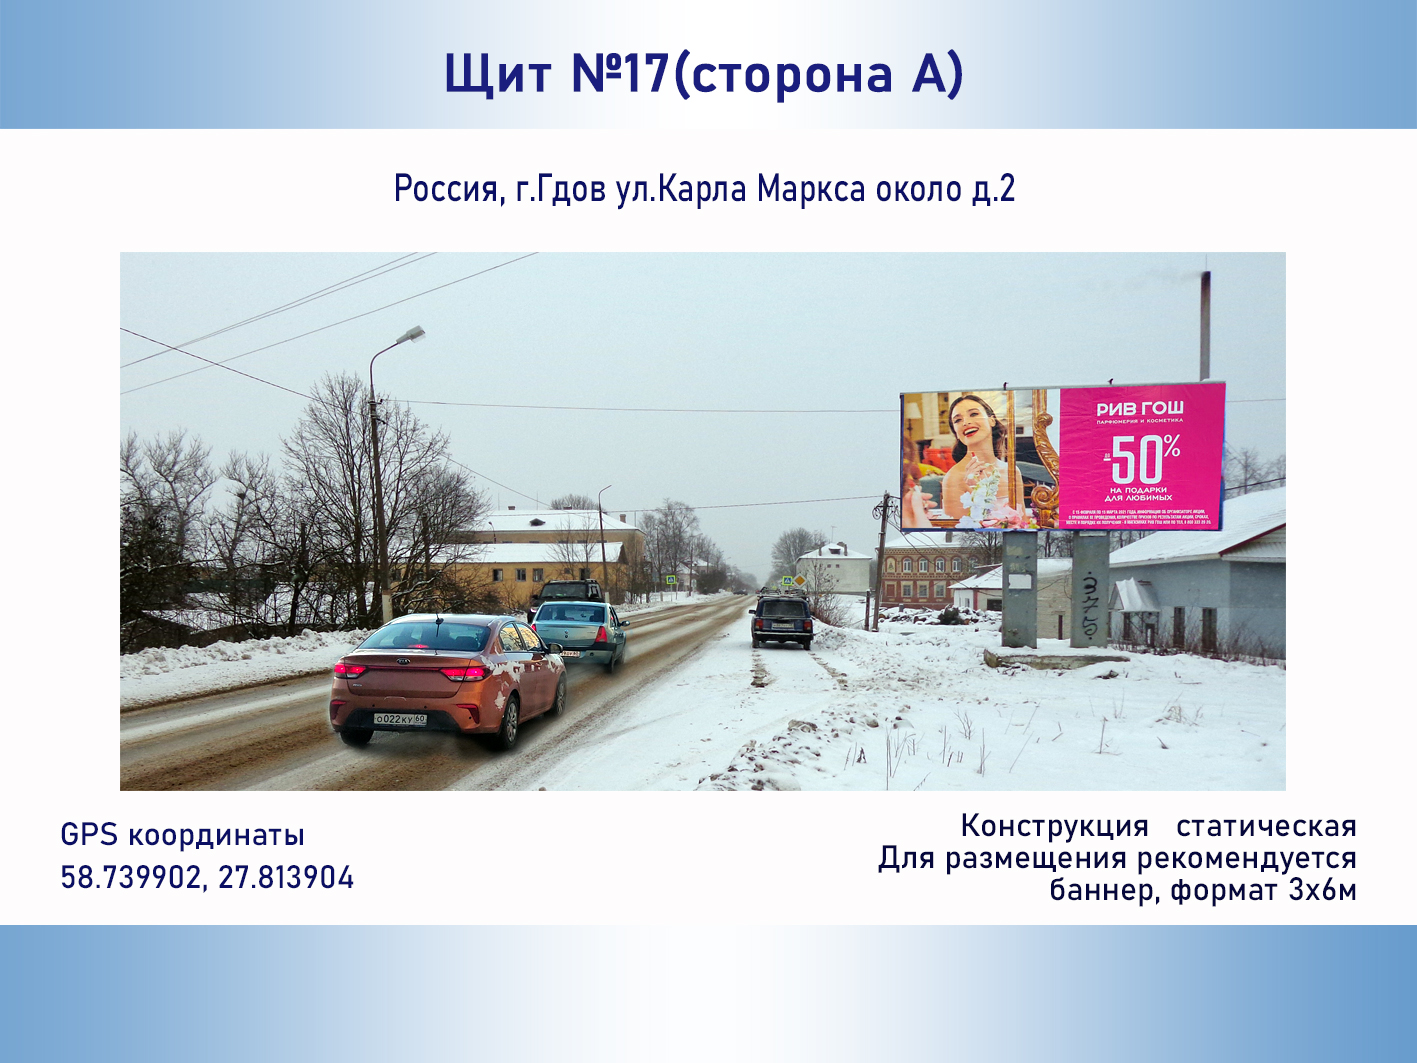 Щит №17(сторона А)
Россия, г.Гдов ул.Карла Маркса около д.2
РИВ ГОШ
ПАРФЮМЕРИЯ И КОСМЕТИКА
до
-50%
НА ПОДАРКИ
ДЛЯ ЛЮБИМЫХ
О022КУ 60
GPS координаты
58.739902, 27.813904
Конструкция статическая
Для размещения рекомендуется
баннер, формат 3х6м